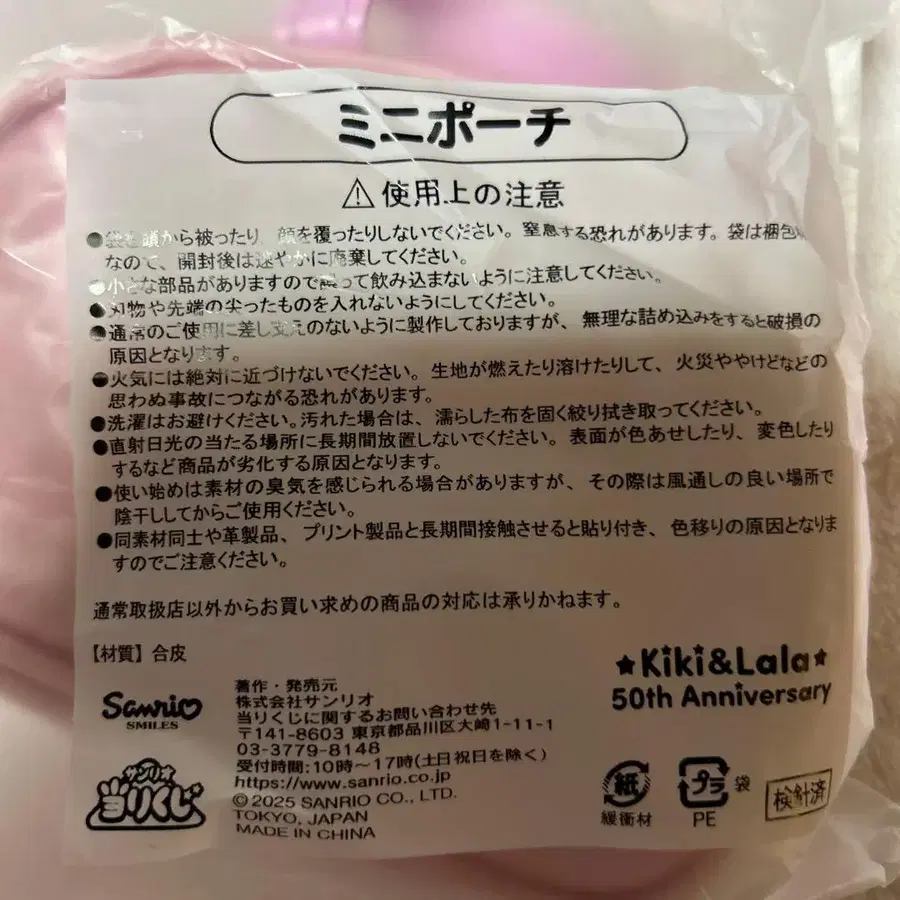 ミニポーチ
⚠使用上の注意
●袋を頭から被ったり、顔を覆ったりしないでください。窒息する恐れがあります。袋は梱包
なので、開封後は速やかに廃棄してください。
●小さな部品がありますので誤って飲み込まないように注意してください。
●刃物や先端の尖ったものを入れないようにしてください。
●通常のご使用に差し支えのないように製作しておりますが、無理な詰め込みをすると破損の
原因となります。
●火気には絶対に近づけないでください。生地が燃えたり溶けたりして、火災ややけどなどの
思わぬ事故につながる恐れがあります。
●洗濯はお避けください。汚れた場合は、濡らした布を固く絞り拭き取ってください。
●直射日光の当たる場所に長期間放置しないでください。表面が色あせしたり、変色したり
するなど商品が劣化する原因となります。
●使い始めは素材の臭気を感じられる場合がありますが、その際は風通しの良い場所で
陰干ししてからご使用ください。
●同素材同士や革製品、プリント製品と長期間接触させると貼り付き、色移りの原因となりま
すのでご注意ください。
通常取扱店以外からお買い求めの商品の対応は承りかねます。
【材質】合皮
★Kiki&Lala★
50th Anniversary
Sanrio
SMILES
サンリオ
当りくじ
著作・発売元
株式会社サンリオ
当りくじに関するお問い合わせ先
〒141-8603 東京都品川区大崎1-11-1
03-3779-8148
受付時間:10時～17時(土日祝日を除く)
https://www.sanrio.co.jp
© 2025 SANRIO CO., LTD.
TOKYO, JAPAN
MADE IN CHINA
紙
緩衝材
プラ
袋
PE
検針済